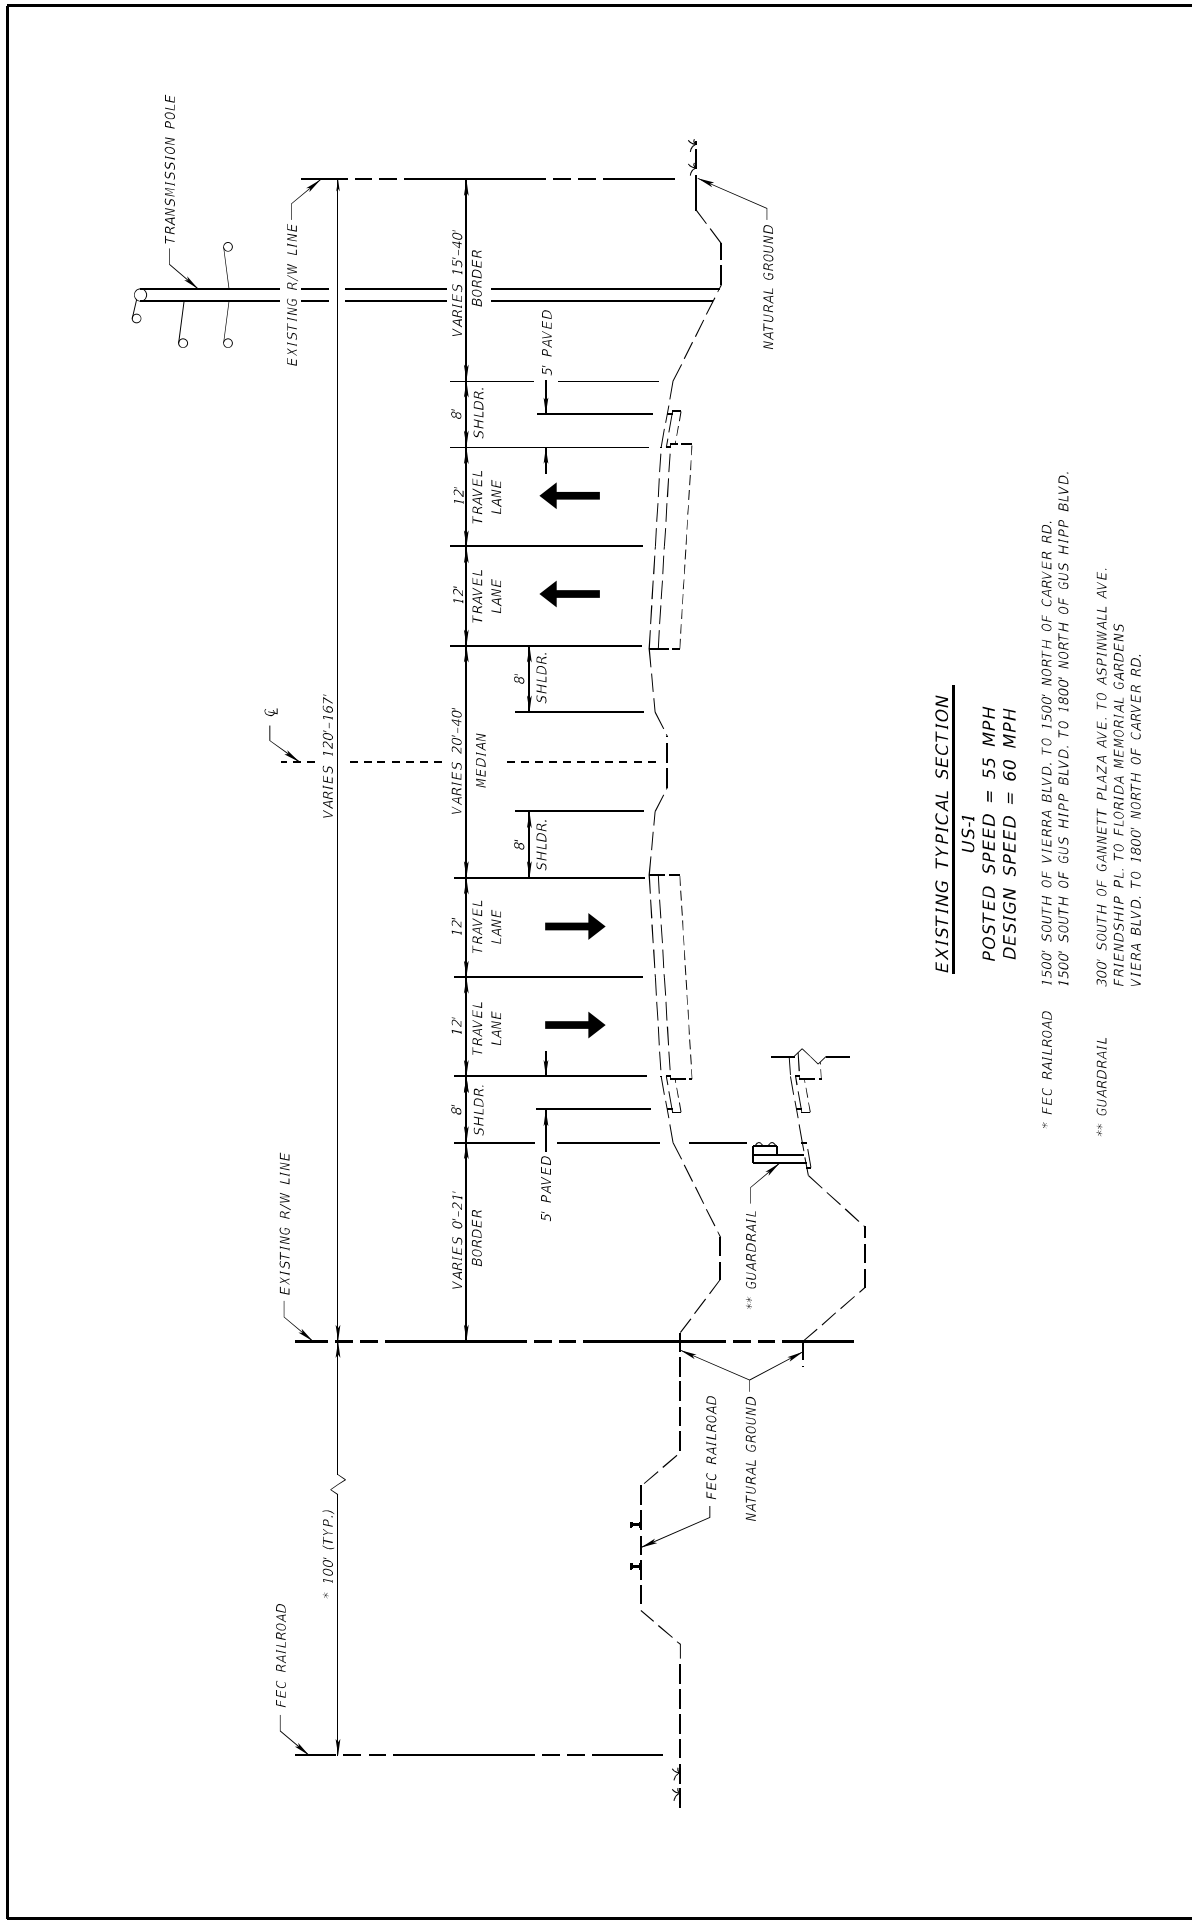 TRANSMISSION POLE
FEC RAILROAD
EXISTING R/W LINE
℄
EXISTING R/W LINE
* 100' (TYP.)
VARIES 120'-167'
VARIES 0'-21'
BORDER
8'
SHLDR.
12'
TRAVEL
LANE
12'
TRAVEL
LANE
VARIES 20'-40'
MEDIAN
12'
TRAVEL
LANE
12'
TRAVEL
LANE
8'
SHLDR.
VARIES 15'-40'
BORDER
5' PAVED
8'
SHLDR.
8'
SHLDR.
5' PAVED
FEC RAILROAD
NATURAL GROUND
** GUARDRAIL
NATURAL GROUND
EXISTING TYPICAL SECTION
US-1
POSTED SPEED = 55 MPH
DESIGN SPEED = 60 MPH
* FEC RAILROAD 1500' SOUTH OF VIERRA BLVD. TO 1500' NORTH OF CARVER RD.
1500' SOUTH OF GUS HIPP BLVD. TO 1800' NORTH OF GUS HIPP BLVD.
** GUARDRAIL 300' SOUTH OF GANNETT PLAZA AVE. TO ASPINWALL AVE.
FRIENDSHIP PL. TO FLORIDA MEMORIAL GARDENS
VIERA BLVD. TO 1800' NORTH OF CARVER RD.